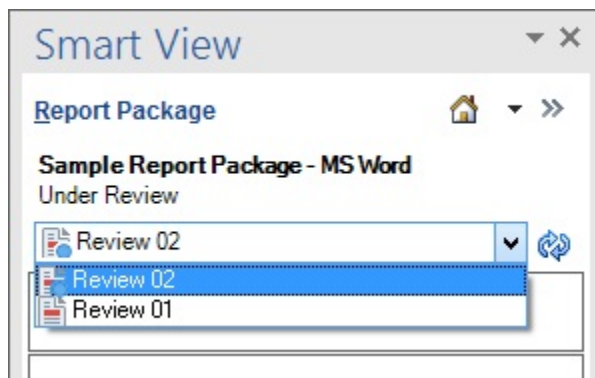 Smart View
Report Package
Sample Report Package - MS Word
Under Review
Review 02
Review 02
Review 01